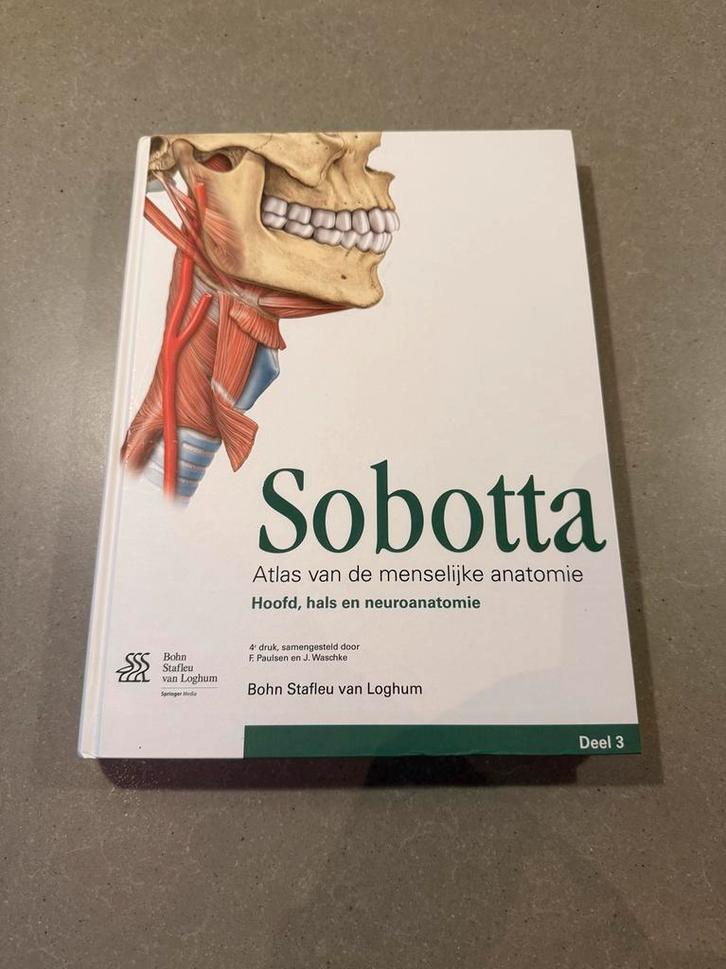 Sobotta
Atlas van de menselijke anatomie
Hoofd, hals en neuroanatomie
4e druk, samengesteld door
F. Paulsen en J. Waschke
Bohn
Stafleu
van Loghum
Springer Media
Bohn Stafleu van Loghum
Deel 3